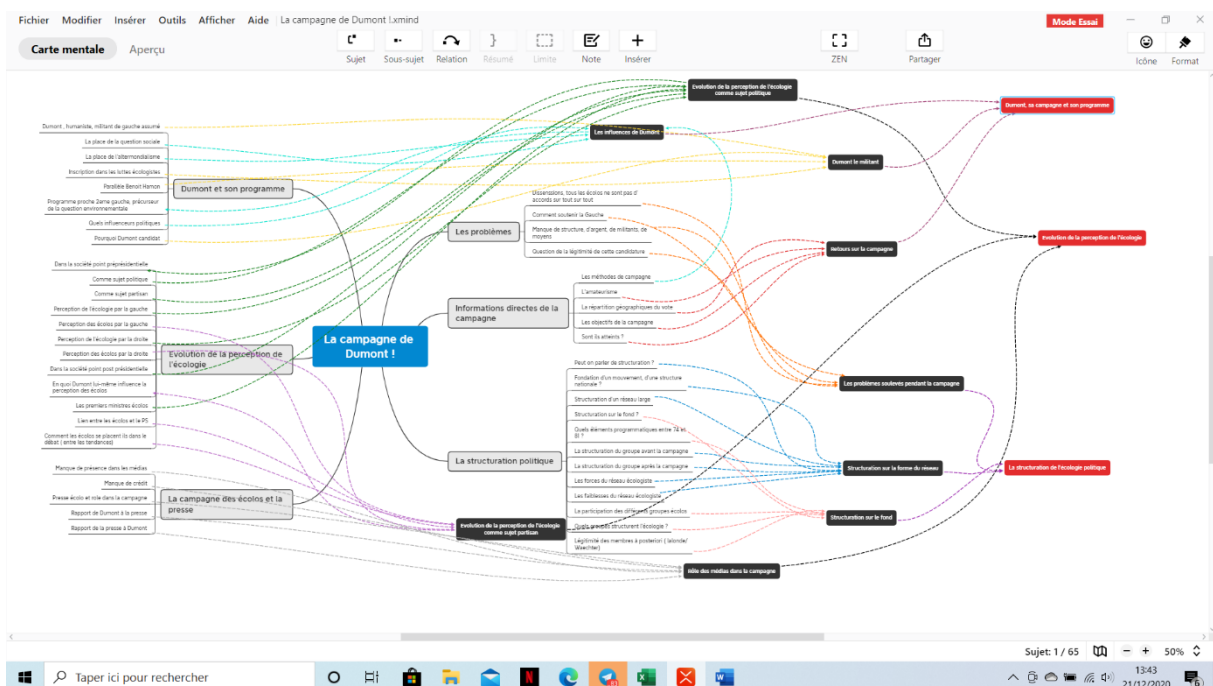 Fichier Modifier Insérer Outils Afficher Aide La campagne de Dumont !.xmind
Mode Essai
Carte mentale Aperçu
Sujet Sous-sujet Relation Résumé Limite Note Insérer ZEN Partager Icône Format
Evolution de la perception de l'écologie
comme sujet politique
Dumont, sa campagne et son programme
Les influences de Dumont
Dumont le militant
Dumont , humaniste, militant de gauche assumé
La place de la question sociale
La place de l'altermondialisme
Inscription dans les luttes écologistes
Parallèle Benoit Hamon
Programme proche 2ame gauche, précurseur
de la question environnementale
Quels influenceurs politiques
Pourquoi Dumont candidat
Dumont et son programme
Les problèmes
Dissensions, tous les écolos ne sont pas d'
accords sur tout sur tout
Comment soutenir la Gauche
Manque de structure, d'argent, de militants, de
moyens
Question de la légitimité de cette candidature
Retours sur la campagne
Evolution de la perception de l'écologie
Dans la société point préprésidentielle
Comme sujet politique
Comme sujet partisan
Perception de l'écologie par la gauche
Perception des écolos par la gauche
Perception de l'écologie par la droite
Perception des écolos par la droite
Dans la société point post présidentielle
En quoi Dumont lui-même influence la
perception des écolos
Les premiers ministres écolos
Lien entre les écolos et le PS
Comment les écolos se placent ils dans le
débat ( entre les tendances)
Evolution de la perception de
l'écologie
La campagne de
Dumont !
Informations directes de la
campagne
Les méthodes de campagne
L'amateurisme
La répartition géographiques du vote
Les objectifs de la campagne
Sont ils atteints ?
Les problèmes soulevés pendant la campagne
La structuration politique
Peut on parler de structuration ?
Fondation d'un mouvement, d'une structure
nationale ?
Structuration d'un réseau large
Structuration sur le fond ?
Quels éléments programmatiques entre 74 et
81 ?
La structuration du groupe avant la campagne
La structuration du groupe après la campagne
Les forces du réseau écologiste
Les faiblesses du réseau écologiste
La participation des différents groupes écolos
Quels groupes structurent l'écologie ?
Légitimité des membres à posteriori ( lalonde/
Waechter)
Structuration sur la forme du réseau
La structuration de l'écologie politique
Structuration sur le fond
Manque de présence dans les médias
Manque de crédit
Presse écolo et role dans la campagne
Rapport de Dumont à la presse
Rapport de la presse à Dumont
La campagne des écolos et la
presse
Evolution de la perception de l'écologie
comme sujet partisan
Rôle des médias dans la campagne
Sujet: 1 / 65 50%
Taper ici pour rechercher
13:43
21/12/2020